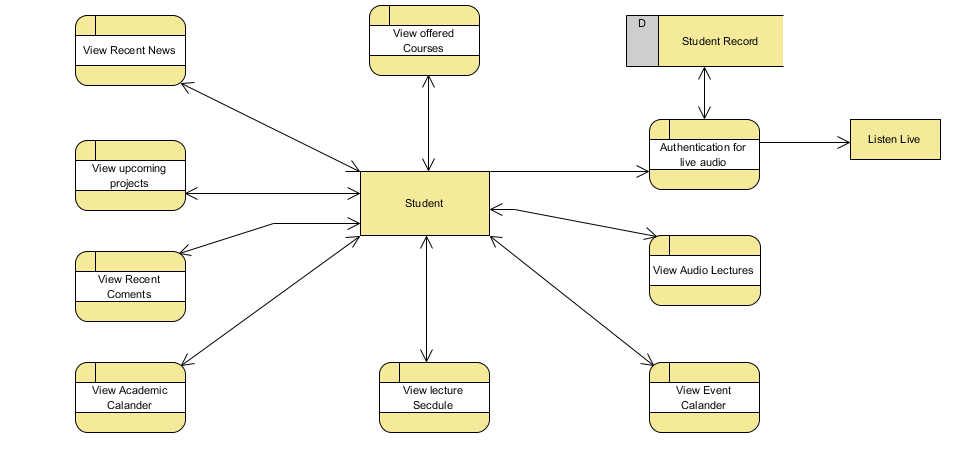 View Recent News
View offered
Courses
D
Student Record
Authentication for
live audio
Listen Live
View upcoming
projects
Student
View Recent
Coments
View Audio Lectures
View Academic
Calander
View lecture
Secdule
View Event
Calander